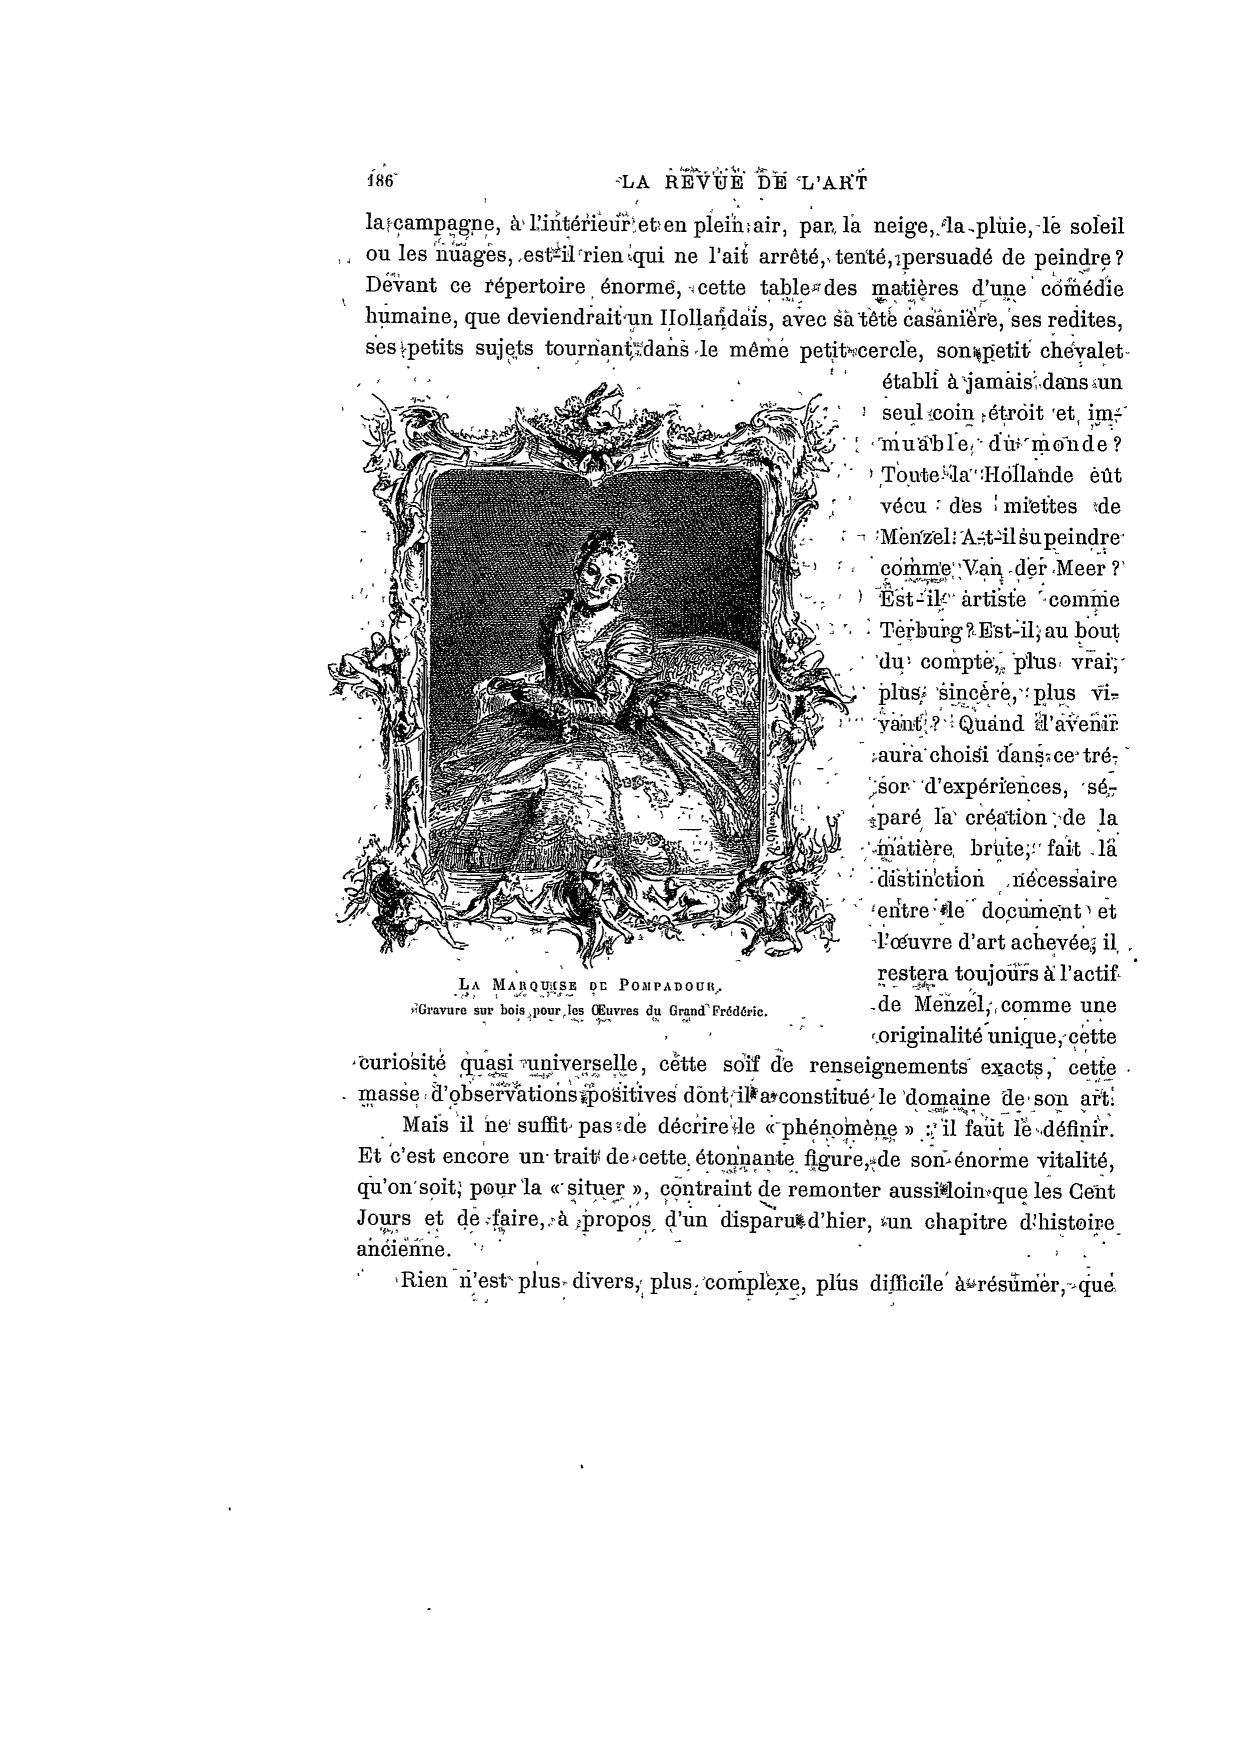 186
LA REVUE DE L'ART
la campagne, à l'intérieur et en plein air, par la neige, la pluie, le soleil
ou les nuages, est-il rien qui ne l'ait arrêté, tenté, persuadé de peindre ?
Devant ce répertoire énorme, cette table des matières d'une comédie
humaine, que deviendrait un Hollandais, avec sa tête casanière, ses redites,
ses petits sujets tournant dans le même petit cercle, son petit chevalet
établi à jamais dans un
seul coin étroit et im-
muable du monde ?
Toute la Hollande eût
vécu des miettes de
Menzel. A-t-il su peindre
comme Van der Meer ?
Est-il artiste comme
Terburg ? Est-il, au bout
du compte, plus vrai,
plus sincère, plus vi-
vant ? Quand l'avenir
aura choisi dans ce tré-
sor d'expériences, sé-
paré la création de la
matière brute, fait la
distinction nécessaire
entre le document et
l'œuvre d'art achevée, il
restera toujours à l'actif
de Menzel, comme une
originalité unique, cette
La Marquise de Pompadour.
Gravure sur bois pour les Œuvres du Grand Frédéric.
curiosité quasi universelle, cette soif de renseignements exacts, cette
masse d'observations positives dont il a constitué le domaine de son art.
Mais il ne suffit pas de décrire le « phénomène » : il faut le définir.
Et c'est encore un trait de cette étonnante figure, de son énorme vitalité,
qu'on soit, pour la « situer », contraint de remonter aussi loin que les Cent
Jours et de faire, à propos d'un disparu d'hier, un chapitre d'histoire
ancienne.
Rien n'est plus divers, plus complexe, plus difficile à résumer, que